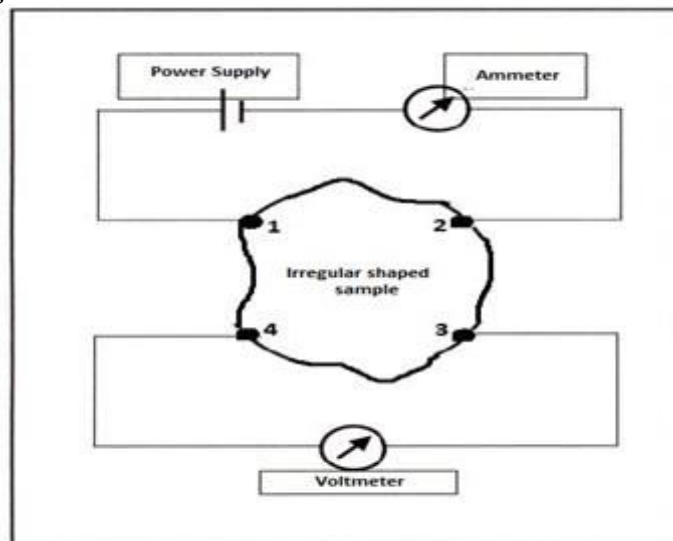 Power Supply
Ammeter
1
2
Irregular shaped
sample
4
3
Voltmeter